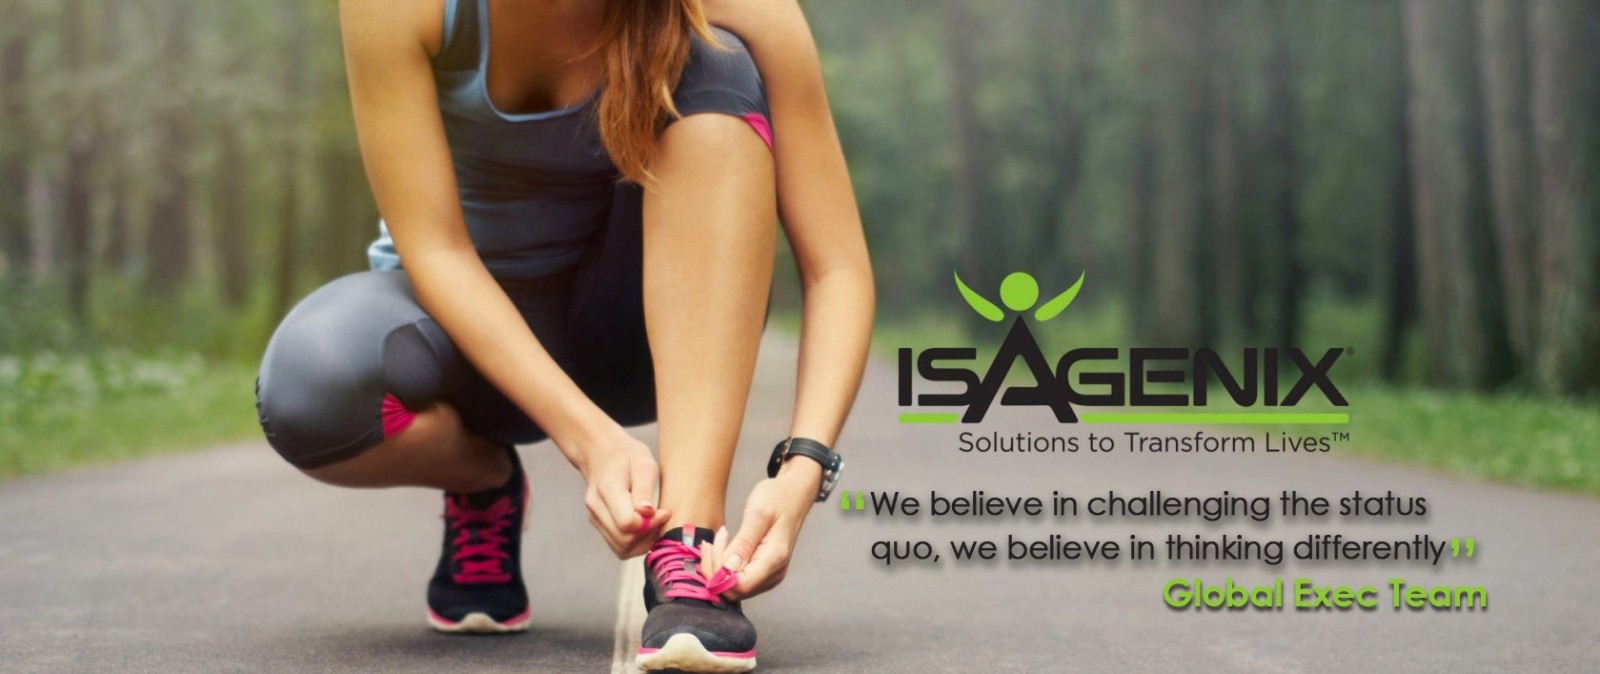 ISAGENIX®
Solutions to Transform Lives™
“We believe in challenging the status
quo, we believe in thinking differently”
Global Exec Team